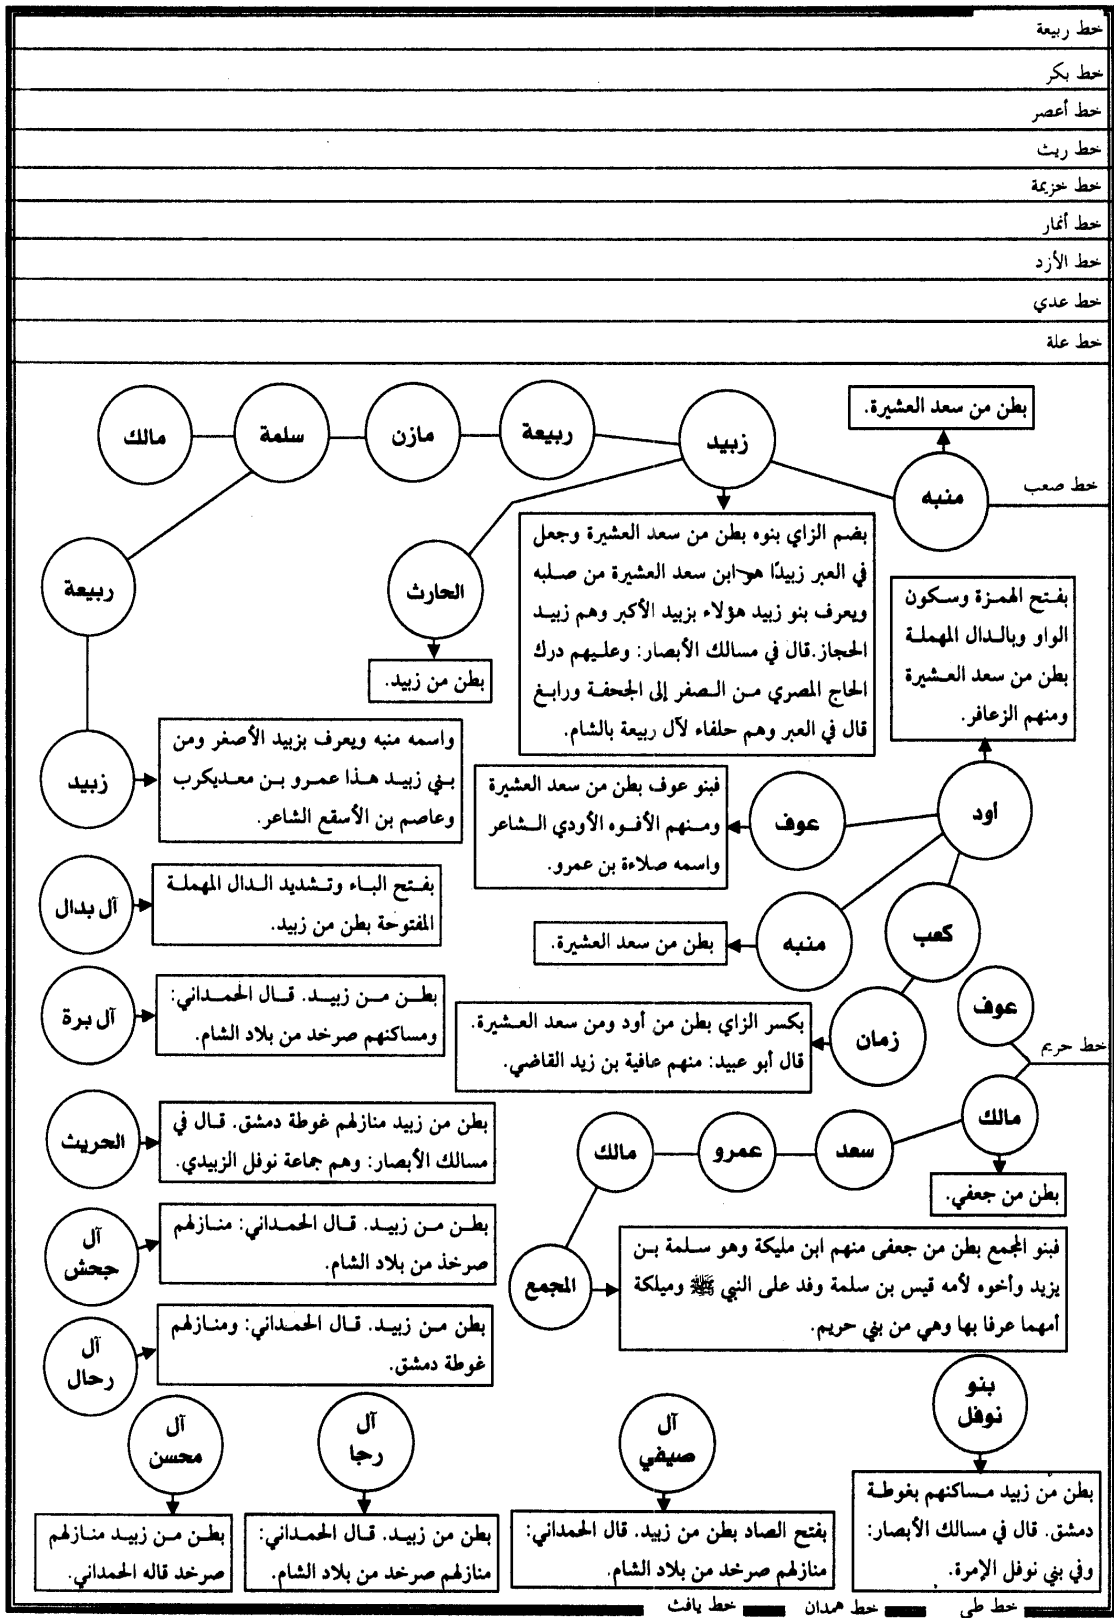 خط ربيعة
خط بكر
خط أعصر
خط ريث
خط خزيمة
خط أنمار
خط الأزد
خط عدي
خط علة
بطن من سعد العشيرة.
زبيد
ربيعة
مازن
سلمة
مالك
خط صعب
منبه
بضم الزاي بنوه بطن من سعد العشيرة وجعل
في العبر زبيدًا هو ابن سعد العشيرة من صلبه
ويعرف بنو زبيد هؤلاء بزبيد الأكبر وهم زبيد
الحجاز.قال في مسالك الأبصار: وعليهم درك
الحاج المصري من الصفر إلى الجحفة ورابغ
قال في العبر وهم حلفاء لآل ربيعة بالشام.
الحارث
بطن من زبيد.
ربيعة
بفتح الهمزة وسكون
الواو وبالدال المهملة
بطن من سعد العشيرة
ومنهم الزعافر.
زبيد
واسمه منبه ويعرف بزبيد الأصغر ومن
بني زبيد هذا عمرو بن معديكرب
وعاصم بن الأسقع الشاعر.
أود
عوف
فبنو عوف بطن من سعد العشيرة
ومنهم الأفوه الأودي الشاعر
واسمه صلاءة بن عمرو.
آل بدال
بفتح الباء وتشديد الدال المهملة
المفتوحة بطن من زبيد.
كعب
منبه
بطن من سعد العشيرة.
آل برة
بطن من زبيد. قال الحمداني:
ومساكنهم صرخد من بلاد الشام.
عوف
زمان
بكسر الزاي بطن من أود ومن سعد العشيرة.
قال أبو عبيد: منهم عافية بن زيد القاضي.
خط حريم
مالك
سعد
عمرو
مالك
بطن من جعفي.
الحريث
بطن من زبيد منازلهم غوطة دمشق. قال في
مسالك الأبصار: وهم جماعة نوفل الزبيدي.
آل
جحش
بطن من زبيد. قال الحمداني: منازلهم
صرخذ من بلاد الشام.
المجمع
فبنو المجمع بطن من جعفى منهم ابن مليكة وهو سلمة بن
يزيد وأخوه لأمه قيس بن سلمة وفد على النبي ﷺ وميلكة
أمهما عرفا بها وهي من بني حريم.
آل
رحال
بطن من زبيد. قال الحمداني: ومنازلهم
غوطة دمشق.
بنو
نوفل
آل
صيفي
آل
رجا
آل
محسن
بطن من زبيد مساكنهم بغوطة
دمشق. قال في مسالك الأبصار:
وفي بني نوفل الإمرة.
بفتح الصاد بطن من زبيد. قال الحمداني:
منازلهم صرخد من بلاد الشام.
بطن من زبيد. قال الحمداني:
منازلهم صرخد من بلاد الشام.
بطن من زبيد منازلهم
صرخد قاله الحمداني.
خط طي
خط همدان
خط يافث